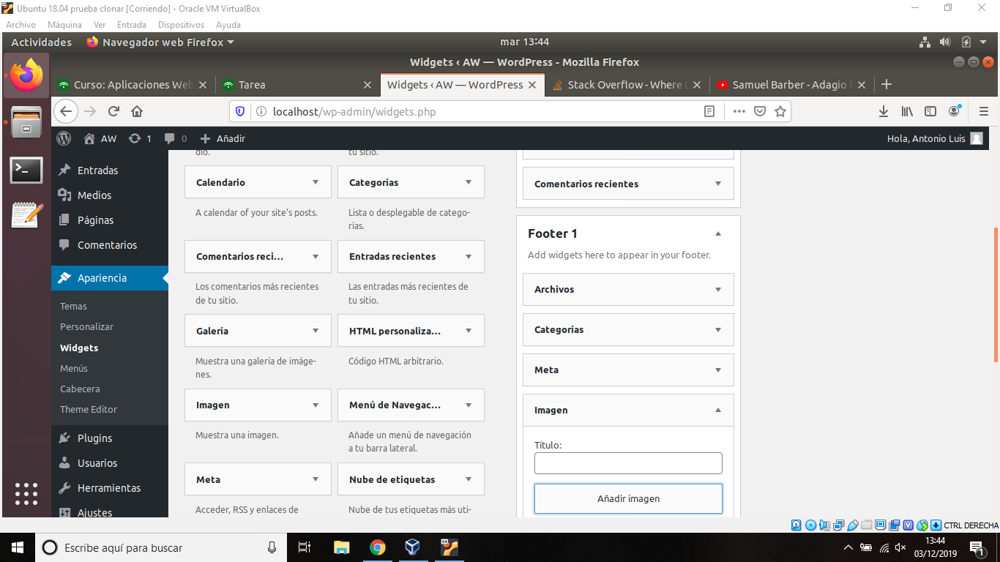 Ubuntu 18.04 prueba clonar [Corriendo] - Oracle VM VirtualBox
Archivo Máquina Ver Entrada Dispositivos Ayuda
Actividades Navegador web Firefox mar 13:44
Widgets ‹ AW — WordPress - Mozilla Firefox
Curso: Aplicaciones Web Tarea Widgets ‹ AW — WordPress Stack Overflow - Where Samuel Barber - Adagio
localhost/wp-admin/widgets.php
AW 1 0 Añadir Hola, Antonio Luis
Entradas
Medios
Páginas
Comentarios
Apariencia
Temas
Personalizar
Widgets
Menús
Cabecera
Theme Editor
Plugins
Usuarios
Herramientas
Ajustes
dio.
tu sitio.
Calendario
A calendar of your site's posts.
Categorías
Lista o desplegable de catego-
rías.
Comentarios reci...
Los comentarios más recientes
de tu sitio.
Entradas recientes
Las entradas más recientes de
tu sitio.
Galería
Muestra una galería de imáge-
nes.
HTML personaliza...
Código HTML arbitrario.
Imagen
Muestra una imagen.
Menú de Navegac...
Añade un menú de navegación
a tu barra lateral.
Meta
Acceder, RSS y enlaces de
Nube de etiquetas
Nube de tus etiquetas más uti-
Comentarios recientes
Footer 1
Add widgets here to appear in your footer.
Archivos
Categorías
Meta
Imagen
Título:
Añadir imagen
CTRL DERECHA
Escribe aquí para buscar
64
13:44
03/12/2019
1